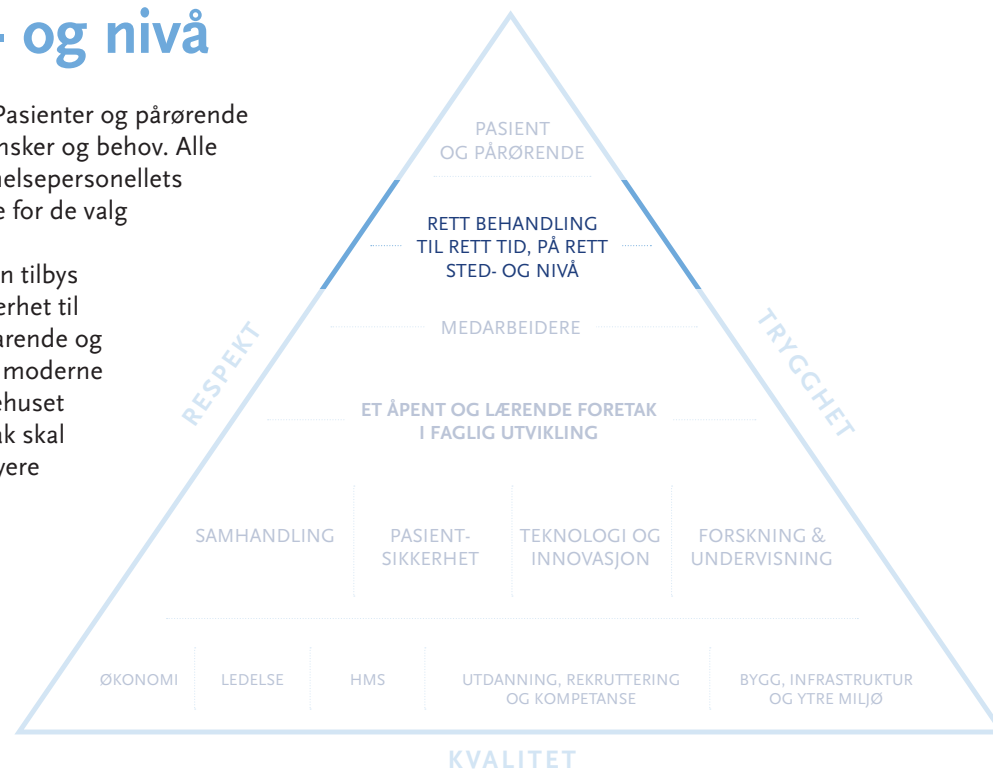 - og nivå
Pasienter og pårørende
nsker og behov. Alle
helsepersonellets
e for de valg
n tilbys
erhet til
arende og
moderne
ehuset
ak skal
yere
PASIENT
OG PÅRØRENDE
RETT BEHANDLING
TIL RETT TID, PÅ RETT
STED- OG NIVÅ
MEDARBEIDERE
RESPEKT
TRYGGHET
ET ÅPENT OG LÆRENDE FORETAK
I FAGLIG UTVIKLING
SAMHANDLING
PASIENT-
SIKKERHET
TEKNOLOGI OG
INNOVASJON
FORSKNING &
UNDERVISNING
ØKONOMI
LEDELSE
HMS
UTDANNING, REKRUTTERING
OG KOMPETANSE
BYGG, INFRASTRUKTUR
OG YTRE MILJØ
KVALITET